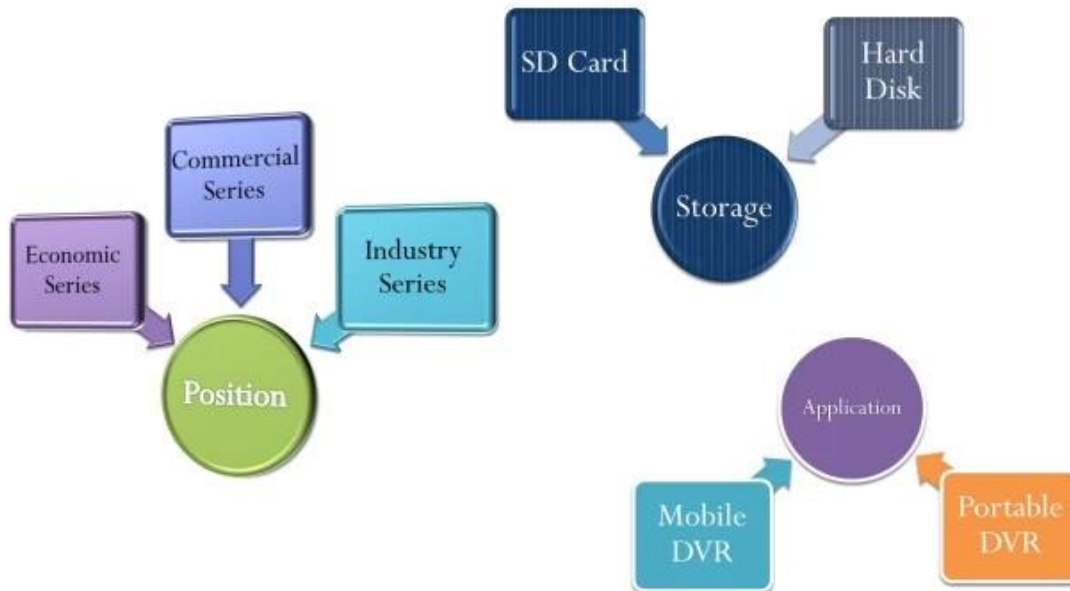 SD Card
Hard
Disk
Storage
Commercial
Series
Economic
Series
Industry
Series
Position
Application
Mobile
DVR
Portable
DVR